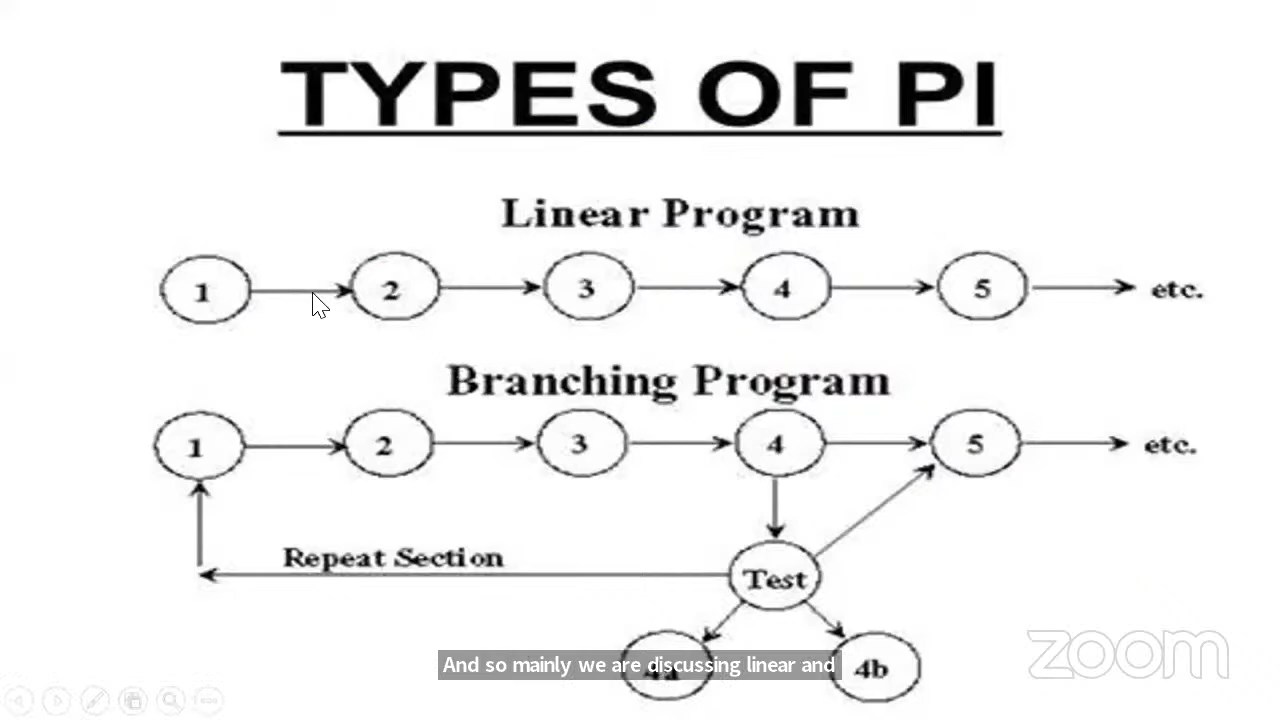 TYPES OF PI
Linear Program
1 2 3 4 5 etc.
Branching Program
1 2 3 4 5 etc.
Repeat Section
Test
4a 4b
And so mainly we are discussing linear and
zoom